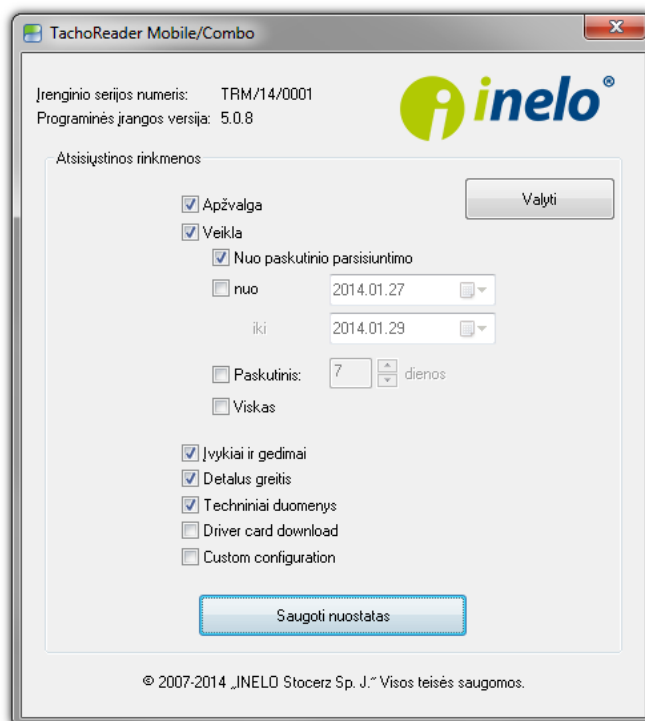 TachoReader Mobile/Combo
Įrenginio serijos numeris: TRM/14/0001
Programinės įrangos versija: 5.0.8
inelo®
Atsisiųstinos rinkmenos
Valyti
Apžvalga
Veikla
Nuo paskutinio parsisiuntimo
nuo 2014.01.27
iki 2014.01.29
Paskutinis: 7 dienos
Viskas
Įvykiai ir gedimai
Detalus greitis
Techniniai duomenys
Driver card download
Custom configuration
Saugoti nuostatas
© 2007-2014 „INELO Stocerz Sp. J.“ Visos teisės saugomos.